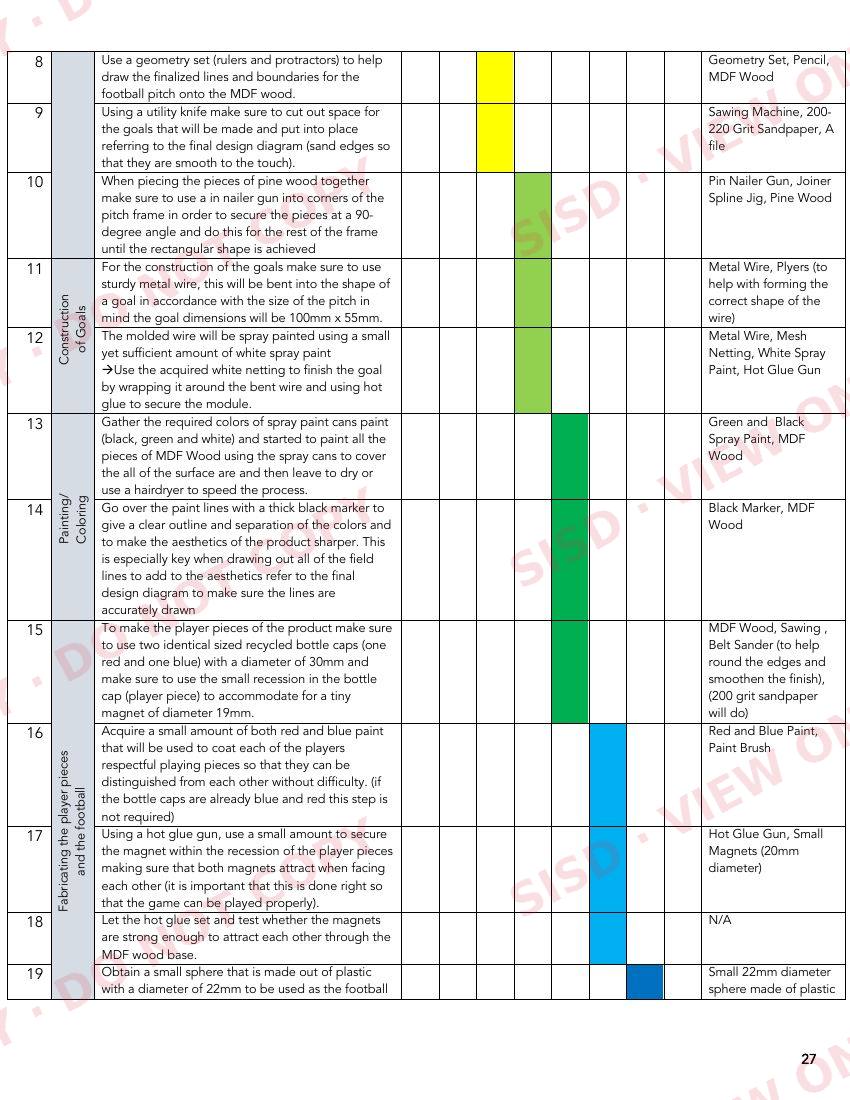 8
Use a geometry set (rulers and protractors) to help
draw the finalized lines and boundaries for the
football pitch onto the MDF wood.
Geometry Set, Pencil,
MDF Wood
9
Using a utility knife make sure to cut out space for
the goals that will be made and put into place
referring to the final design diagram (sand edges so
that they are smooth to the touch).
Sawing Machine, 200-
220 Grit Sandpaper, A
file
10
When piecing the pieces of pine wood together
make sure to use a in nailer gun into corners of the
pitch frame in order to secure the pieces at a 90-
degree angle and do this for the rest of the frame
until the rectangular shape is achieved
Pin Nailer Gun, Joiner
Spline Jig, Pine Wood
Construction
of Goals
11
For the construction of the goals make sure to use
sturdy metal wire, this will be bent into the shape of
a goal in accordance with the size of the pitch in
mind the goal dimensions will be 100mm x 55mm.
Metal Wire, Plyers (to
help with forming the
correct shape of the
wire)
12
The molded wire will be spray painted using a small
yet sufficient amount of white spray paint
→Use the acquired white netting to finish the goal
by wrapping it around the bent wire and using hot
glue to secure the module.
Metal Wire, Mesh
Netting, White Spray
Paint, Hot Glue Gun
Painting/
Coloring
13
Gather the required colors of spray paint cans paint
(black, green and white) and started to paint all the
pieces of MDF Wood using the spray cans to cover
the all of the surface are and then leave to dry or
use a hairdryer to speed the process.
Green and Black
Spray Paint, MDF
Wood
14
Go over the paint lines with a thick black marker to
give a clear outline and separation of the colors and
to make the aesthetics of the product sharper. This
is especially key when drawing out all of the field
lines to add to the aesthetics refer to the final
design diagram to make sure the lines are
accurately drawn
Black Marker, MDF
Wood
Fabricating the player pieces
and the football
15
To make the player pieces of the product make sure
to use two identical sized recycled bottle caps (one
red and one blue) with a diameter of 30mm and
make sure to use the small recession in the bottle
cap (player piece) to accommodate for a tiny
magnet of diameter 19mm.
MDF Wood, Sawing ,
Belt Sander (to help
round the edges and
smoothen the finish),
(200 grit sandpaper
will do)
16
Acquire a small amount of both red and blue paint
that will be used to coat each of the players
respectful playing pieces so that they can be
distinguished from each other without difficulty. (if
the bottle caps are already blue and red this step is
not required)
Red and Blue Paint,
Paint Brush
17
Using a hot glue gun, use a small amount to secure
the magnet within the recession of the player pieces
making sure that both magnets attract when facing
each other (it is important that this is done right so
that the game can be played properly).
Hot Glue Gun, Small
Magnets (20mm
diameter)
18
Let the hot glue set and test whether the magnets
are strong enough to attract each other through the
MDF wood base.
N/A
19
Obtain a small sphere that is made out of plastic
with a diameter of 22mm to be used as the football
Small 22mm diameter
sphere made of plastic
27
Y · DO NOT COPY
SISD · VIEW ON
Y · DO NOT COPY
SISD · VIEW ON
Y · DO NOT COPY
SISD · VIEW ON